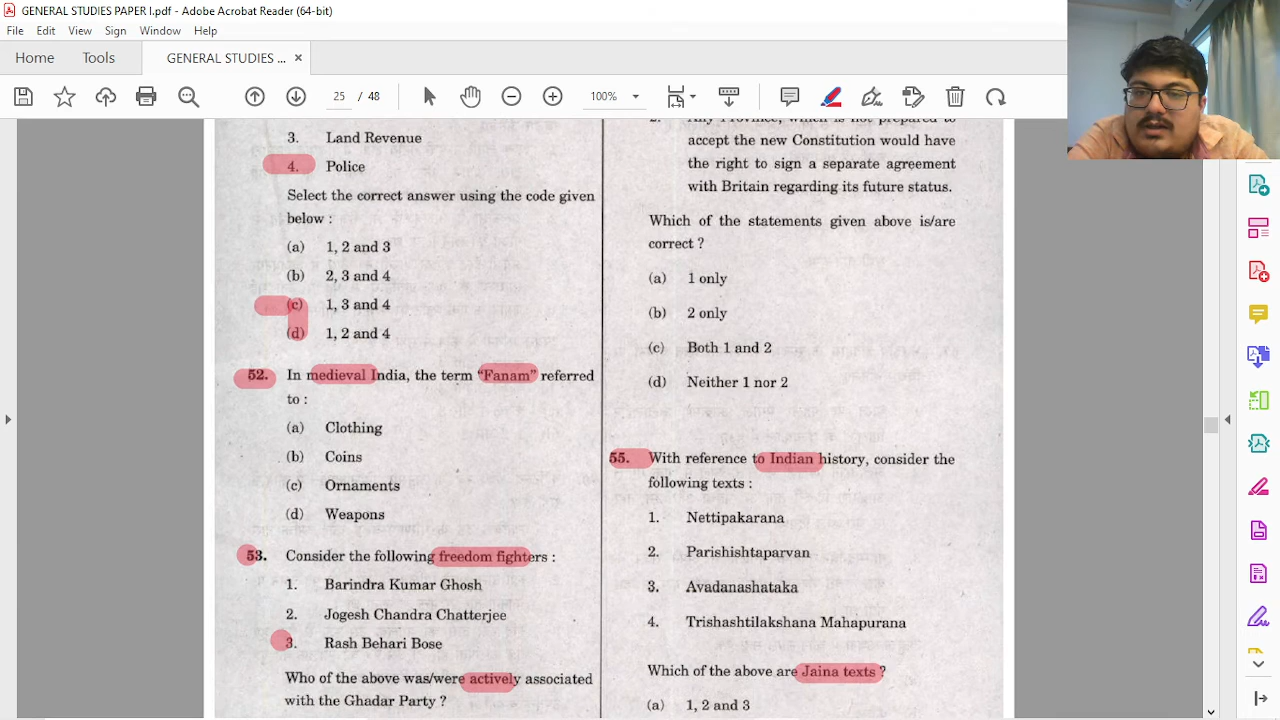 GENERAL STUDIES PAPER I.pdf - Adobe Acrobat Reader (64-bit)
File Edit View Sign Window Help
Home Tools GENERAL STUDIES ... ×
25 / 48 100%
3. Land Revenue
4. Police
Select the correct answer using the code given
below :
(a) 1, 2 and 3
(b) 2, 3 and 4
(c) 1, 3 and 4
(d) 1, 2 and 4
52. In medieval India, the term “Fanam” referred
to :
(a) Clothing
(b) Coins
(c) Ornaments
(d) Weapons
53. Consider the following freedom fighters :
1. Barindra Kumar Ghosh
2. Jogesh Chandra Chatterjee
3. Rash Behari Bose
Who of the above was/were actively associated
with the Ghadar Party ?
2. Any Province, which is not prepared to
accept the new Constitution would have
the right to sign a separate agreement
with Britain regarding its future status.
Which of the statements given above is/are
correct ?
(a) 1 only
(b) 2 only
(c) Both 1 and 2
(d) Neither 1 nor 2
55. With reference to Indian history, consider the
following texts :
1. Nettipakarana
2. Parishishtaparvan
3. Avadanashataka
4. Trishashtilakshana Mahapurana
Which of the above are Jaina texts ?
(a) 1, 2 and 3